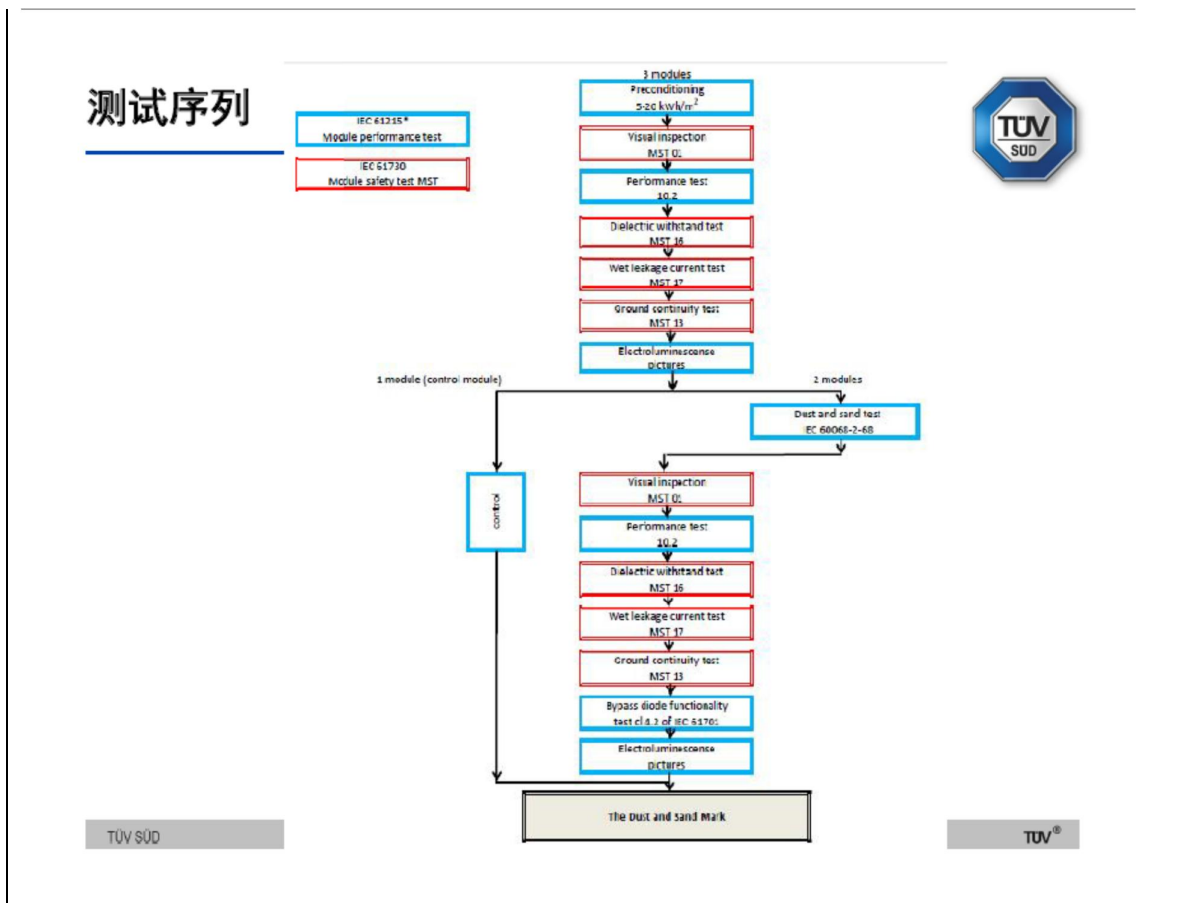 测试序列
IEC 61215*
Module performance test
IEC 61730
Module safety test MST
TÜV
SÜD
3 modules
Preconditioning
5-20 kWh/m²
Visual inspection
MST 01
Performance test
10.2
Dielectric withstand test
MST 16
Wet leakage current test
MST 17
Ground continuity test
MST 13
Electroluminescense
pictures
1 module (control module)
2 modules
Dust and sand test
IEC 60068-2-68
control
Visual inspection
MST 01
Performance test
10.2
Dielectric withstand test
MST 16
Wet leakage current test
MST 17
Ground continuity test
MST 13
Bypass diode functionality
test cl.4.2 of IEC 61701
Electroluminescense
pictures
The Dust and Sand Mark
TÜV SÜD
TÜV®